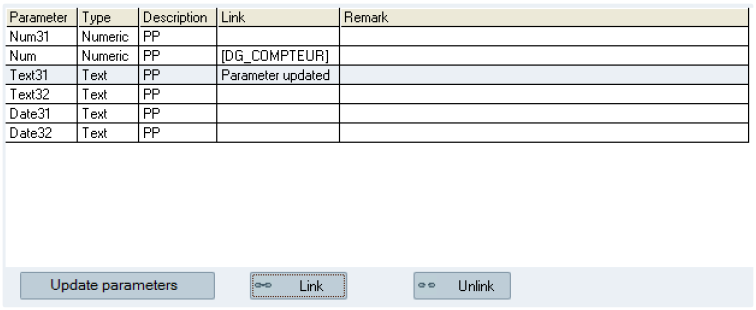 Parameter Type Description Link Remark
Num31 Numeric PP
Num Numeric PP [DG_COMPTEUR]
Text31 Text PP Parameter updated
Text32 Text PP
Date31 Text PP
Date32 Text PP
Update parameters Link Unlink